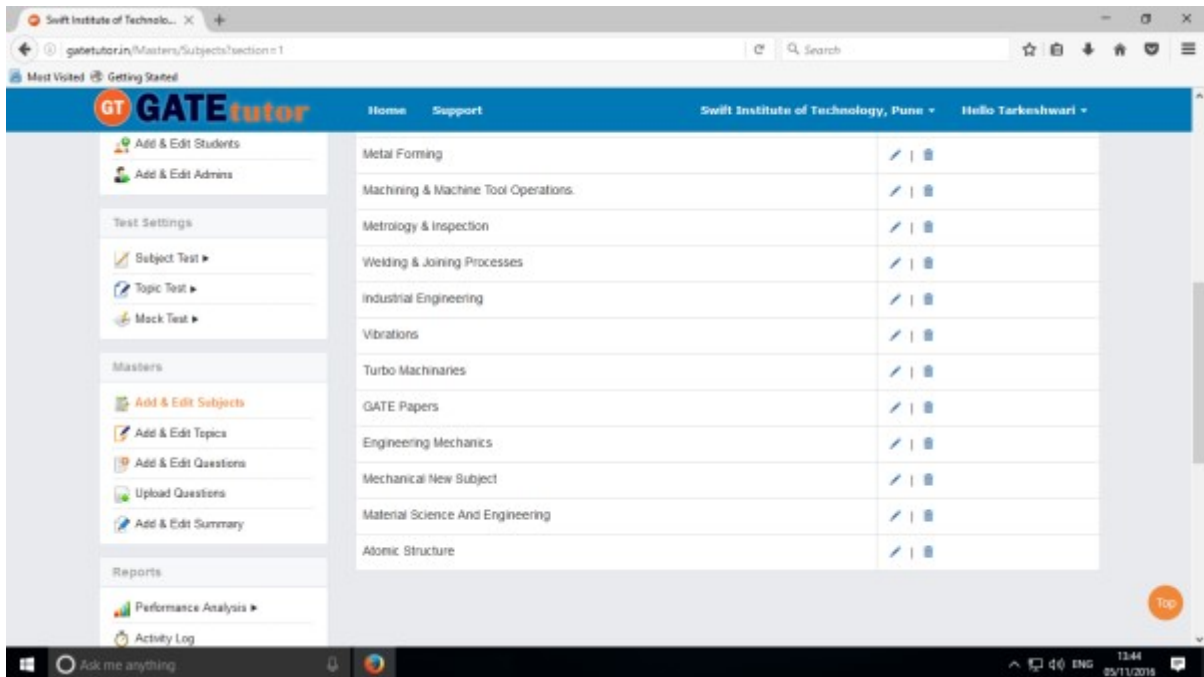 Swift Institute of Technolo...
gatetutor.in/Masters/Subjects?section=1
Search
Most Visited Getting Started
GT GATEtutor Home Support Swift Institute of Technology, Pune Hello Tarkeshwari
Add & Edit Students
Add & Edit Admins
Test Settings
Subject Test
Topic Test
Mock Test
Masters
Add & Edit Subjects
Add & Edit Topics
Add & Edit Questions
Upload Questions
Add & Edit Summary
Reports
Performance Analysis
Activity Log
Metal Forming
Machining & Machine Tool Operations.
Metrology & Inspection
Welding & Joining Processes
Industrial Engineering
Vibrations
Turbo Machinaries
GATE Papers
Engineering Mechanics
Mechanical New Subject
Material Science And Engineering
Atomic Structure
Top
Ask me anything
ENG
13:44
05/11/2016